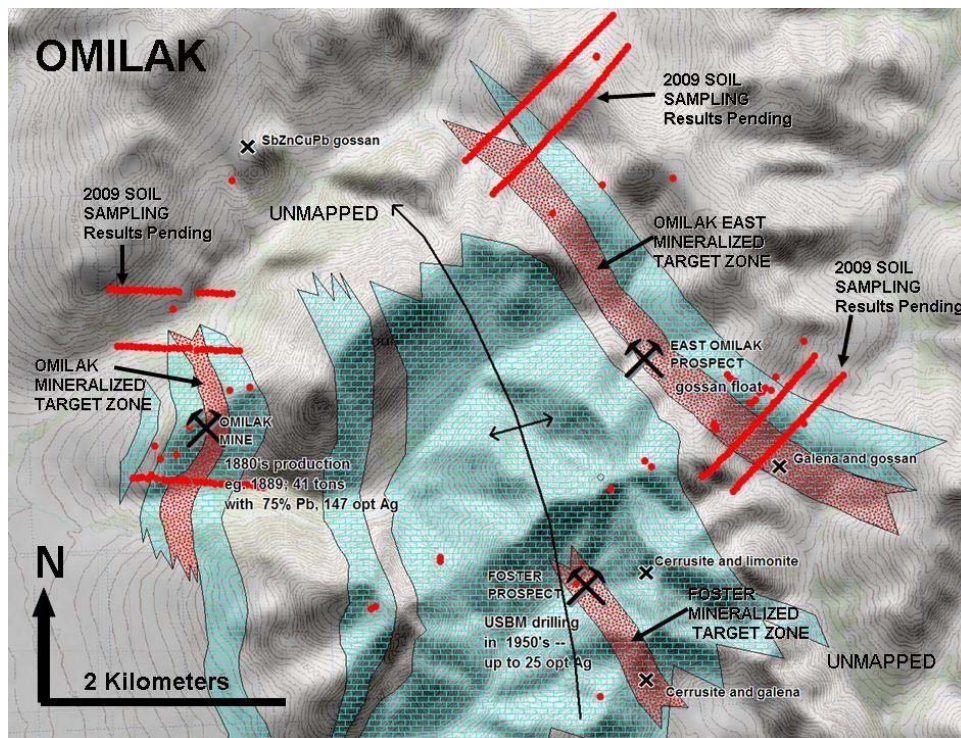 OMILAK
2009 SOIL
SAMPLING
Results Pending
SbZnCuPb gossan
2009 SOIL
SAMPLING
Results Pending
UNMAPPED
OMILAK EAST
MINERALIZED
TARGET ZONE
2009 SOIL
SAMPLING
Results Pending
OMILAK
MINERALIZED
TARGET ZONE
EAST OMILAK
PROSPECT
gossan float
OMILAK
MINE
1880's production
eg. 1889; 41 tons
with 75% Pb, 147 opt Ag
Galena and gossan
N
2 Kilometers
FOSTER
PROSPECT
USBM drilling
in 1950's --
up to 25 opt Ag
Cerrusite and limonite
FOSTER
MINERALIZED
TARGET ZONE
UNMAPPED
Cerrusite and galena